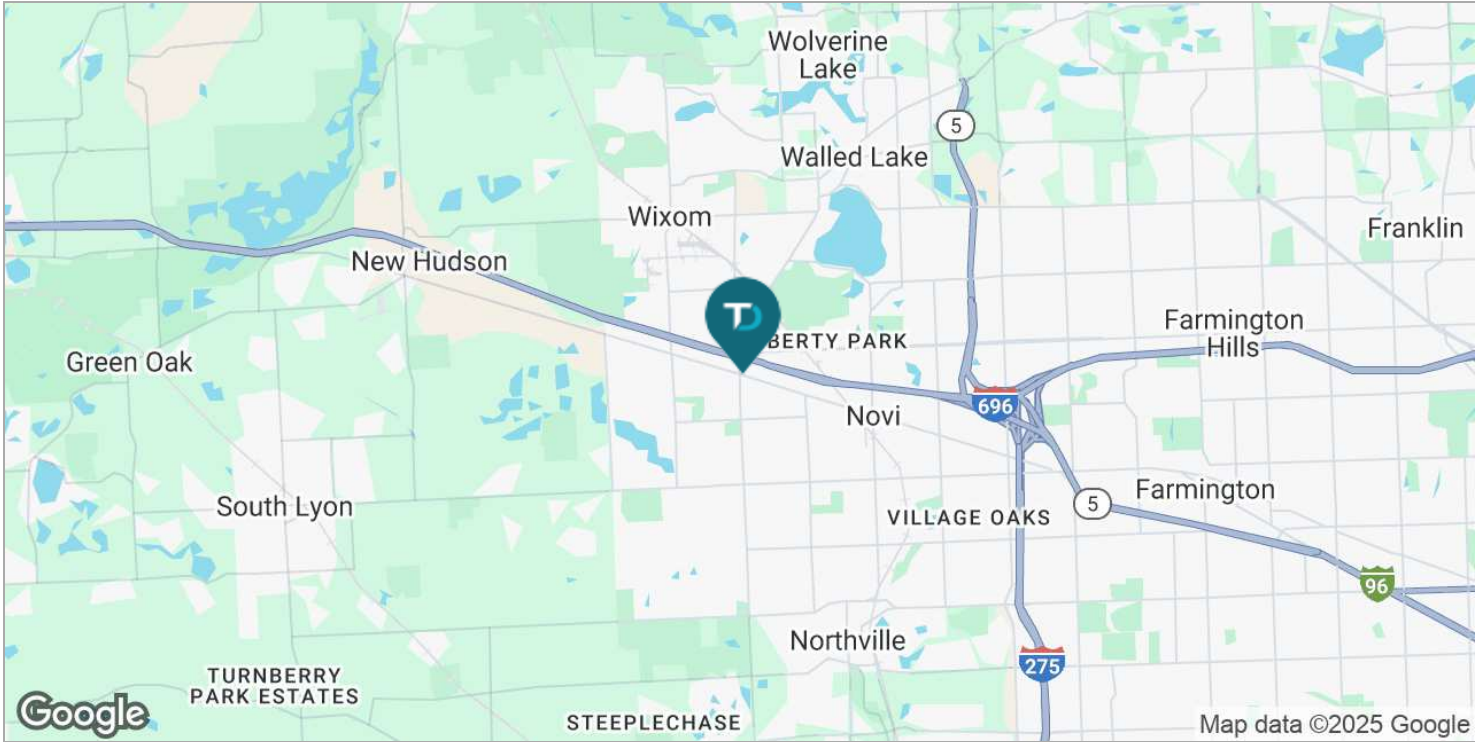 Wolverine
Lake
5
Walled Lake
Wixom
Franklin
New Hudson
TD
Farmington
Hills
BERTY PARK
Green Oak
696
Novi
Farmington
5
South Lyon
VILLAGE OAKS
96
Northville
275
TURNBERRY
PARK ESTATES
STEEPLECHASE
Google
Map data ©2025 Google